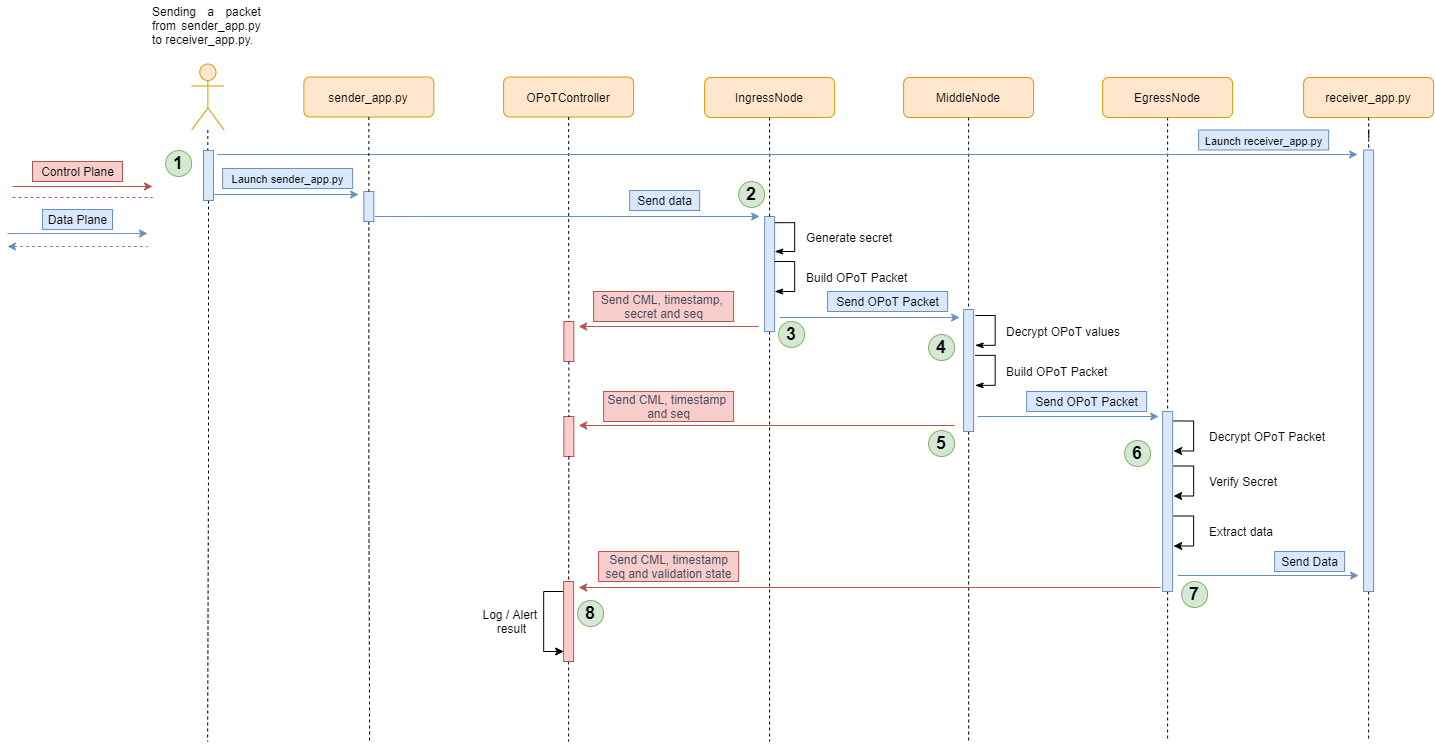 Sending a packet
from sender_app.py
to receiver_app.py.
sender_app.py
OPoTController
IngressNode
MiddleNode
EgressNode
receiver_app.py
Launch receiver_app.py
1
Control Plane
Launch sender_app.py
2
Send data
Data Plane
Generate secret
Build OPoT Packet
Send CML, timestamp,
secret and seq
Send OPoT Packet
3
4
Decrypt OPoT values
Build OPoT Packet
Send CML, timestamp
and seq
Send OPoT Packet
5
6
Decrypt OPoT Packet
Verify Secret
Extract data
Send CML, timestamp
seq and validation state
Send Data
7
8
Log / Alert
result